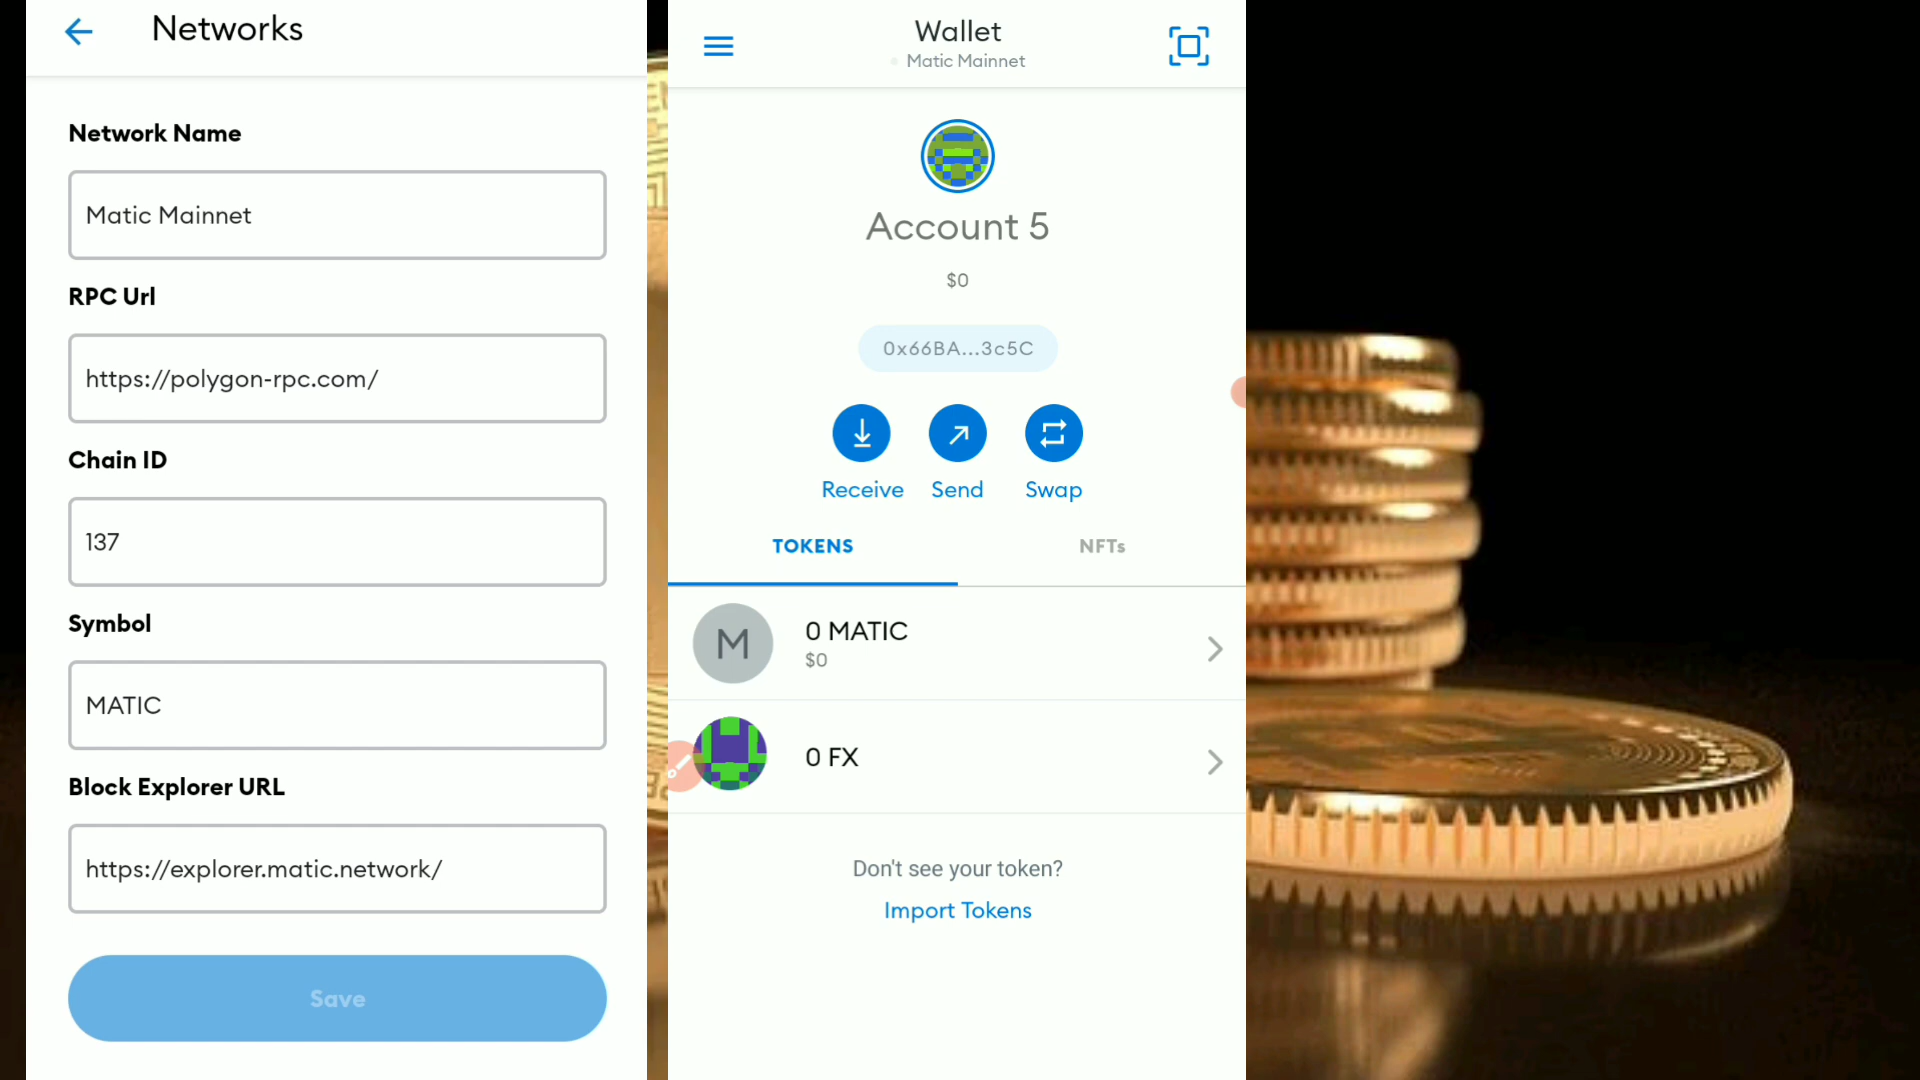 Networks
Network Name
Matic Mainnet
RPC Url
https://polygon-rpc.com/
Chain ID
137
Symbol
MATIC
Block Explorer URL
https://explorer.matic.network/
Save
Wallet
Matic Mainnet
Account 5
$0
0x66BA...3c5C
Receive Send Swap
TOKENS NFTs
M
0 MATIC
$0
0 FX
Don't see your token?
Import Tokens